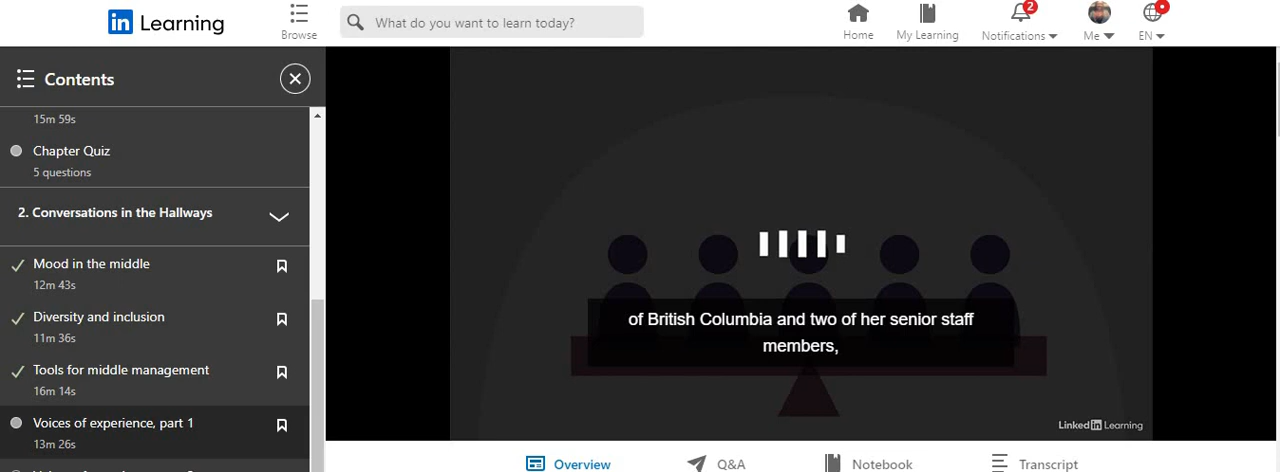 in Learning
Browse
What do you want to learn today?
Home
My Learning
2
Notifications
Me
EN
Contents
15m 59s
Chapter Quiz
5 questions
2. Conversations in the Hallways
Mood in the middle
12m 43s
Diversity and inclusion
11m 36s
Tools for middle management
16m 14s
Voices of experience, part 1
13m 26s
of British Columbia and two of her senior staff
members,
Linked in Learning
Overview
Q&A
Notebook
Transcript